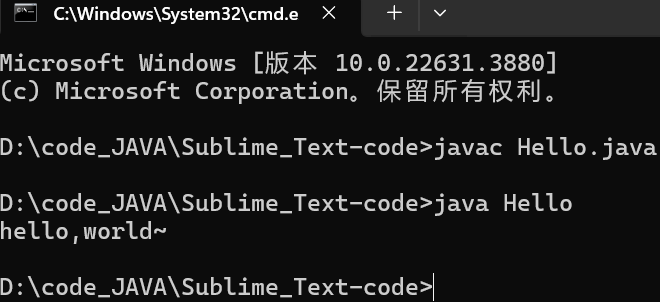 C:\Windows\System32\cmd.e
Microsoft Windows [版本 10.0.22631.3880]
(c) Microsoft Corporation。保留所有权利。
D:\code_JAVA\Sublime_Text-code>javac Hello.java
D:\code_JAVA\Sublime_Text-code>java Hello
hello,world~
D:\code_JAVA\Sublime_Text-code>